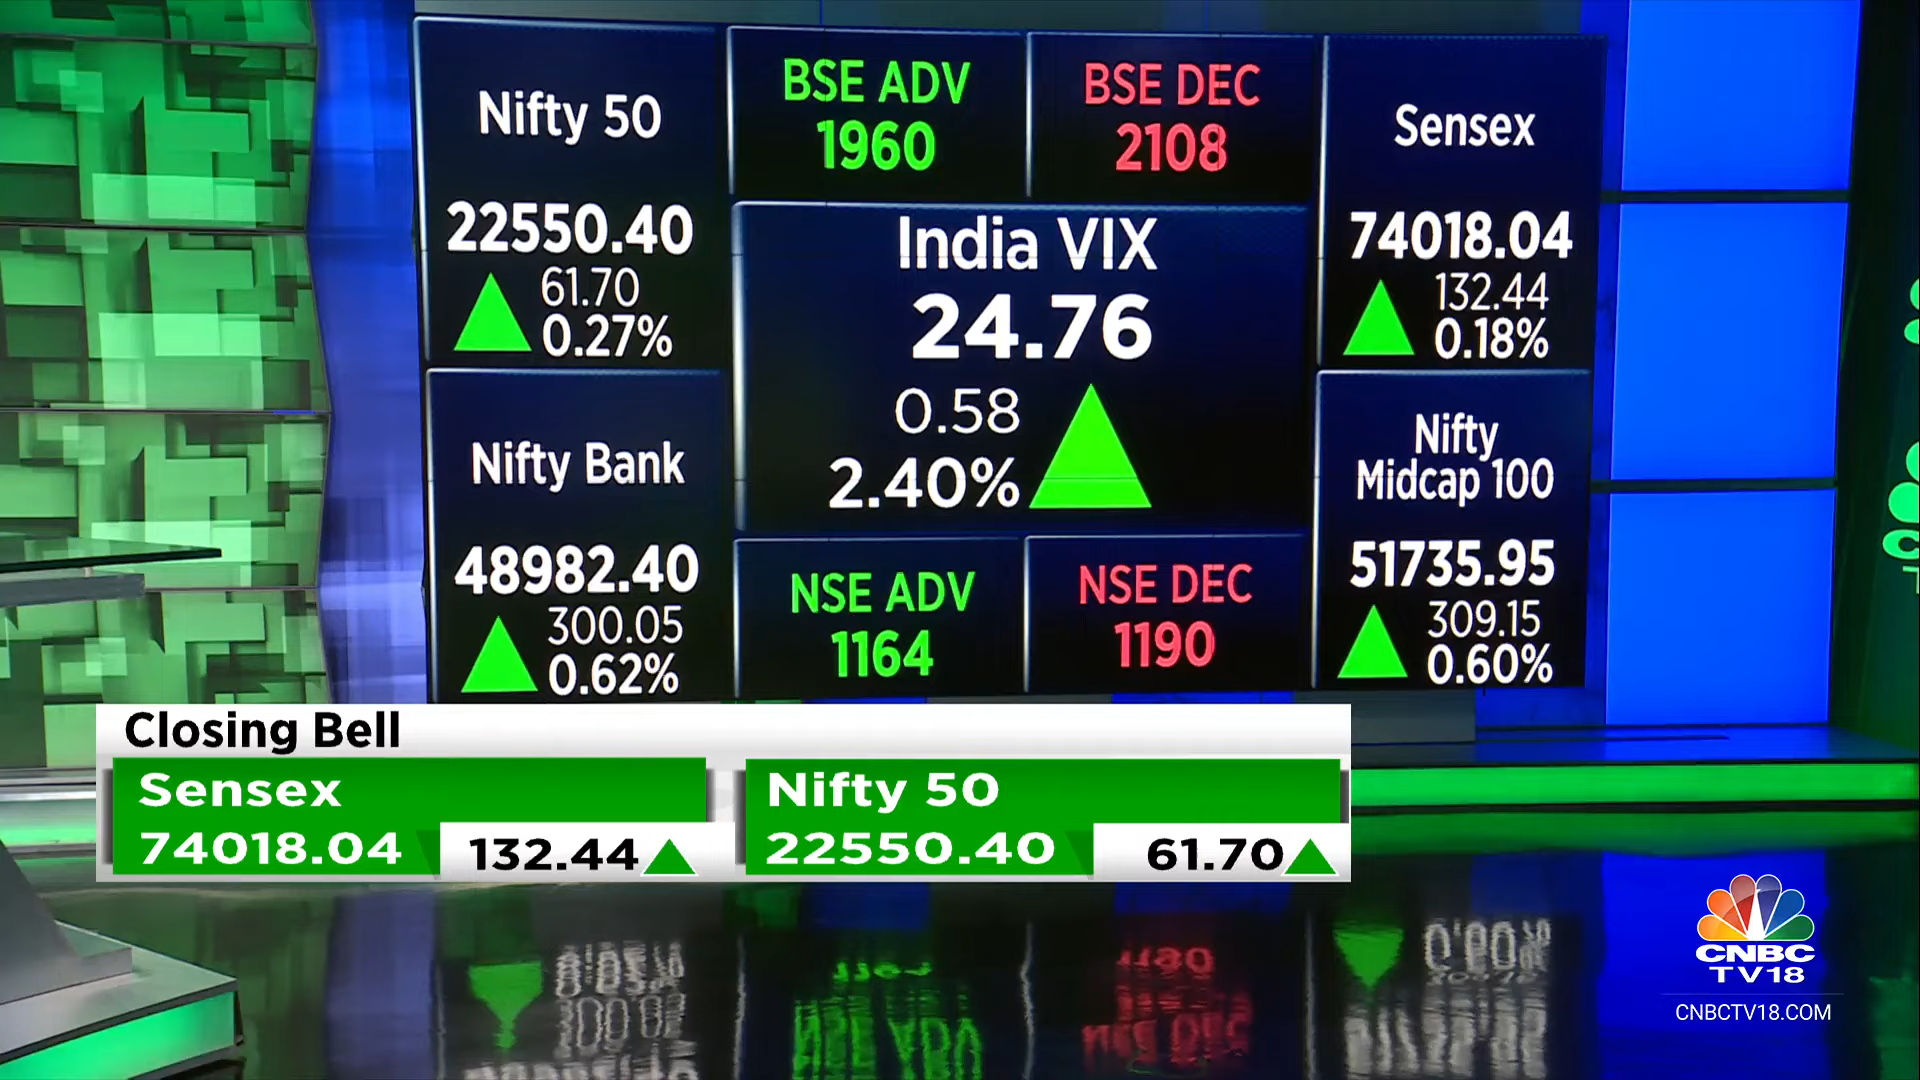 Nifty 50
22550.40
61.70
0.27%
BSE ADV
1960
BSE DEC
2108
Sensex
74018.04
132.44
0.18%
India VIX
24.76
0.58
2.40%
Nifty Bank
48982.40
300.05
0.62%
NSE ADV
1164
NSE DEC
1190
Nifty
Midcap 100
51735.95
309.15
0.60%
Closing Bell
Sensex
74018.04
132.44
Nifty 50
22550.40
61.70
CNBC
TV18
CNBCTV18.COM